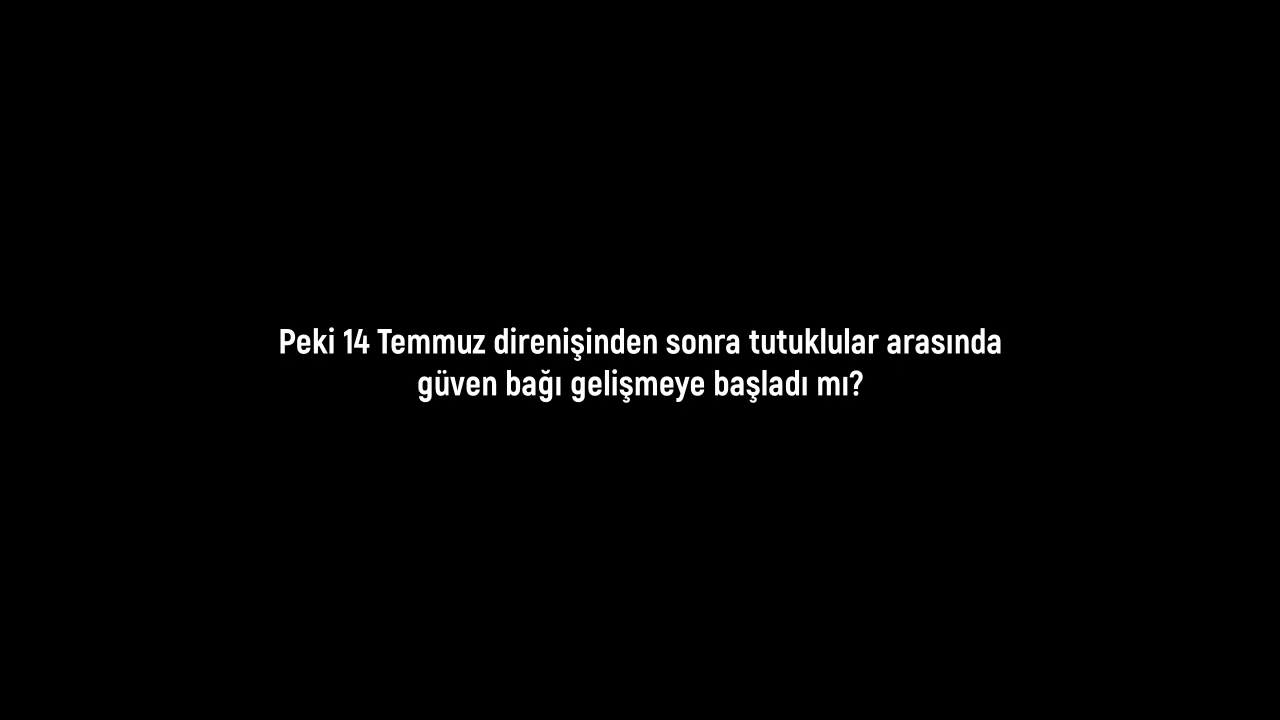 Peki 14 Temmuz direnişinden sonra tutuklular arasında
güven bağı gelişmeye başladı mı?